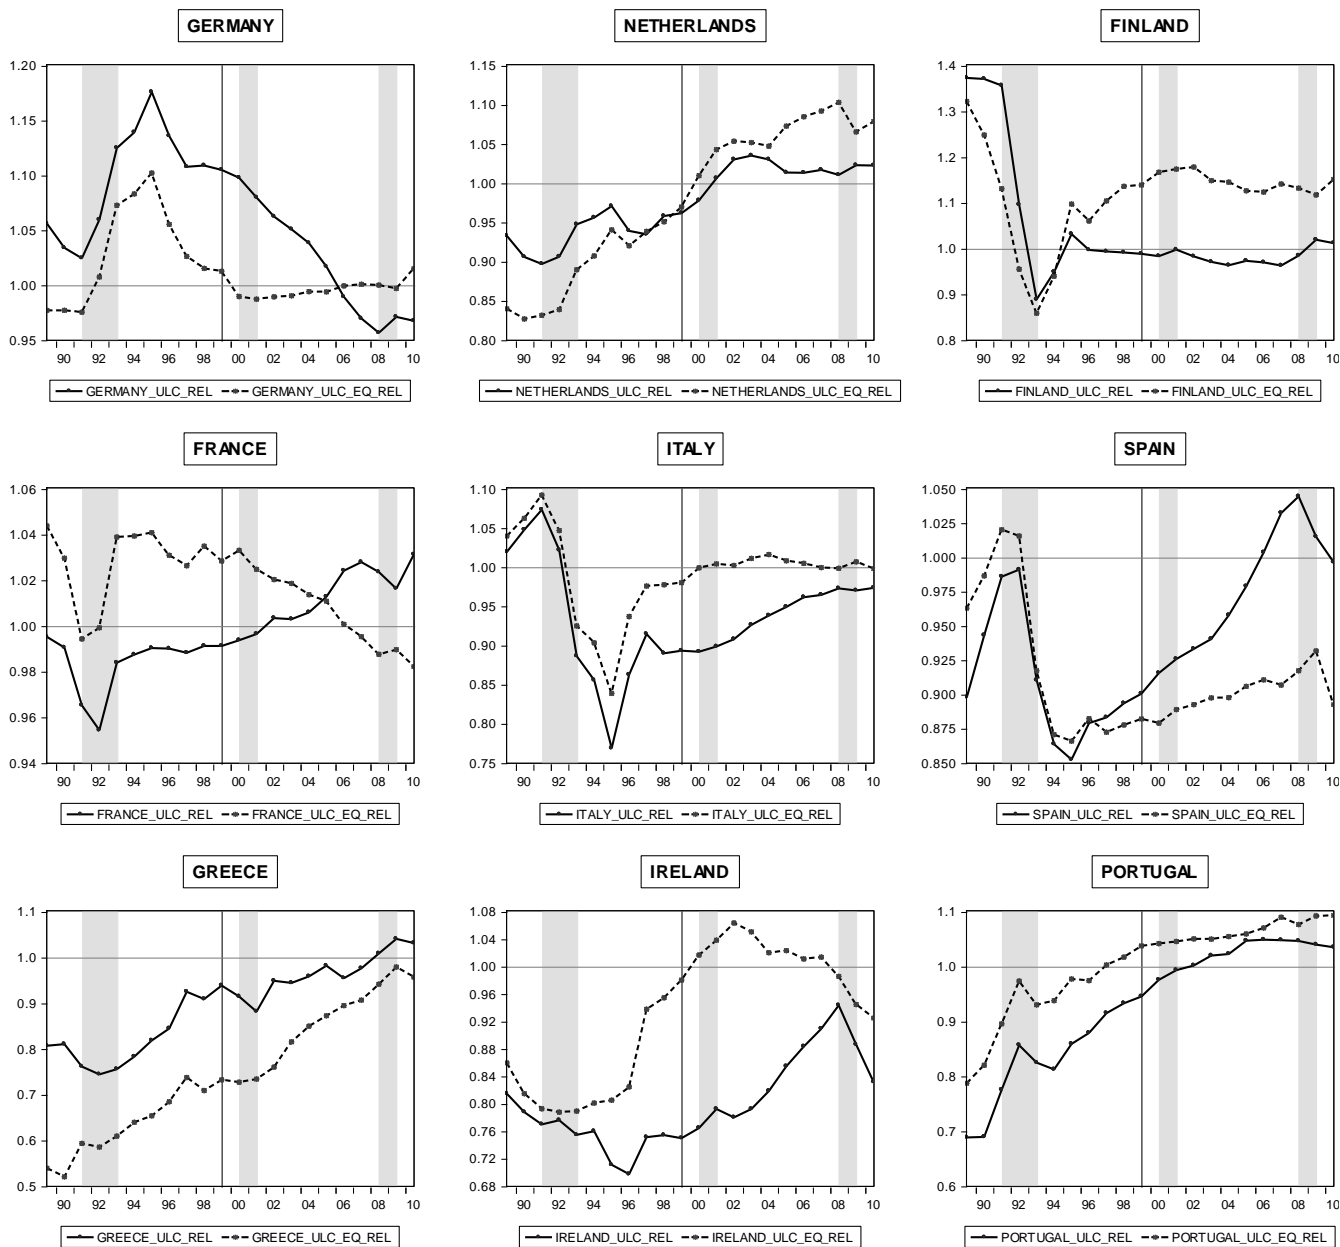 GERMANY
1.20
1.15
1.10
1.05
1.00
0.95
90 92 94 96 98 00 02 04 06 08 10
GERMANY_ULC_REL GERMANY_ULC_EQ_REL
NETHERLANDS
1.15
1.10
1.05
1.00
0.95
0.90
0.85
0.80
90 92 94 96 98 00 02 04 06 08 10
NETHERLANDS_ULC_REL NETHERLANDS_ULC_EQ_REL
FINLAND
1.4
1.3
1.2
1.1
1.0
0.9
0.8
90 92 94 96 98 00 02 04 06 08 10
FINLAND_ULC_REL FINLAND_ULC_EQ_REL
FRANCE
1.06
1.04
1.02
1.00
0.98
0.96
0.94
90 92 94 96 98 00 02 04 06 08 10
FRANCE_ULC_REL FRANCE_ULC_EQ_REL
ITALY
1.10
1.05
1.00
0.95
0.90
0.85
0.80
0.75
90 92 94 96 98 00 02 04 06 08 10
ITALY_ULC_REL ITALY_ULC_EQ_REL
SPAIN
1.050
1.025
1.000
0.975
0.950
0.925
0.900
0.875
0.850
90 92 94 96 98 00 02 04 06 08 10
SPAIN_ULC_REL SPAIN_ULC_EQ_REL
GREECE
1.1
1.0
0.9
0.8
0.7
0.6
0.5
90 92 94 96 98 00 02 04 06 08 10
GREECE_ULC_REL GREECE_ULC_EQ_REL
IRELAND
1.08
1.04
1.00
0.96
0.92
0.88
0.84
0.80
0.76
0.72
0.68
90 92 94 96 98 00 02 04 06 08 10
IRELAND_ULC_REL IRELAND_ULC_EQ_REL
PORTUGAL
1.1
1.0
0.9
0.8
0.7
0.6
90 92 94 96 98 00 02 04 06 08 10
PORTUGAL_ULC_REL PORTUGAL_ULC_EQ_REL